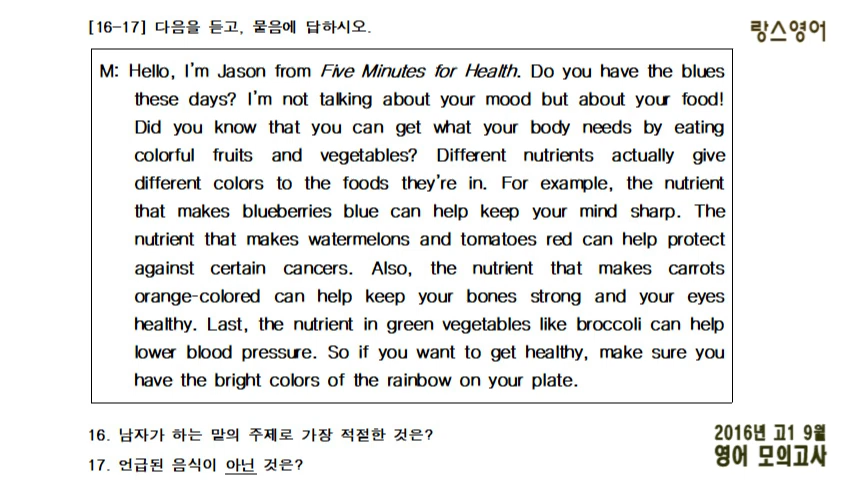 [16-17] 다음을 듣고, 물음에 답하시오.
랑스영어
M: Hello, I'm Jason from Five Minutes for Health. Do you have the blues
these days? I'm not talking about your mood but about your food!
Did you know that you can get what your body needs by eating
colorful fruits and vegetables? Different nutrients actually give
different colors to the foods they're in. For example, the nutrient
that makes blueberries blue can help keep your mind sharp. The
nutrient that makes watermelons and tomatoes red can help protect
against certain cancers. Also, the nutrient that makes carrots
orange-colored can help keep your bones strong and your eyes
healthy. Last, the nutrient in green vegetables like broccoli can help
lower blood pressure. So if you want to get healthy, make sure you
have the bright colors of the rainbow on your plate.
16. 남자가 하는 말의 주제로 가장 적절한 것은?
17. 언급된 음식이 아닌 것은?
2016년 고1 9월
영어 모의고사